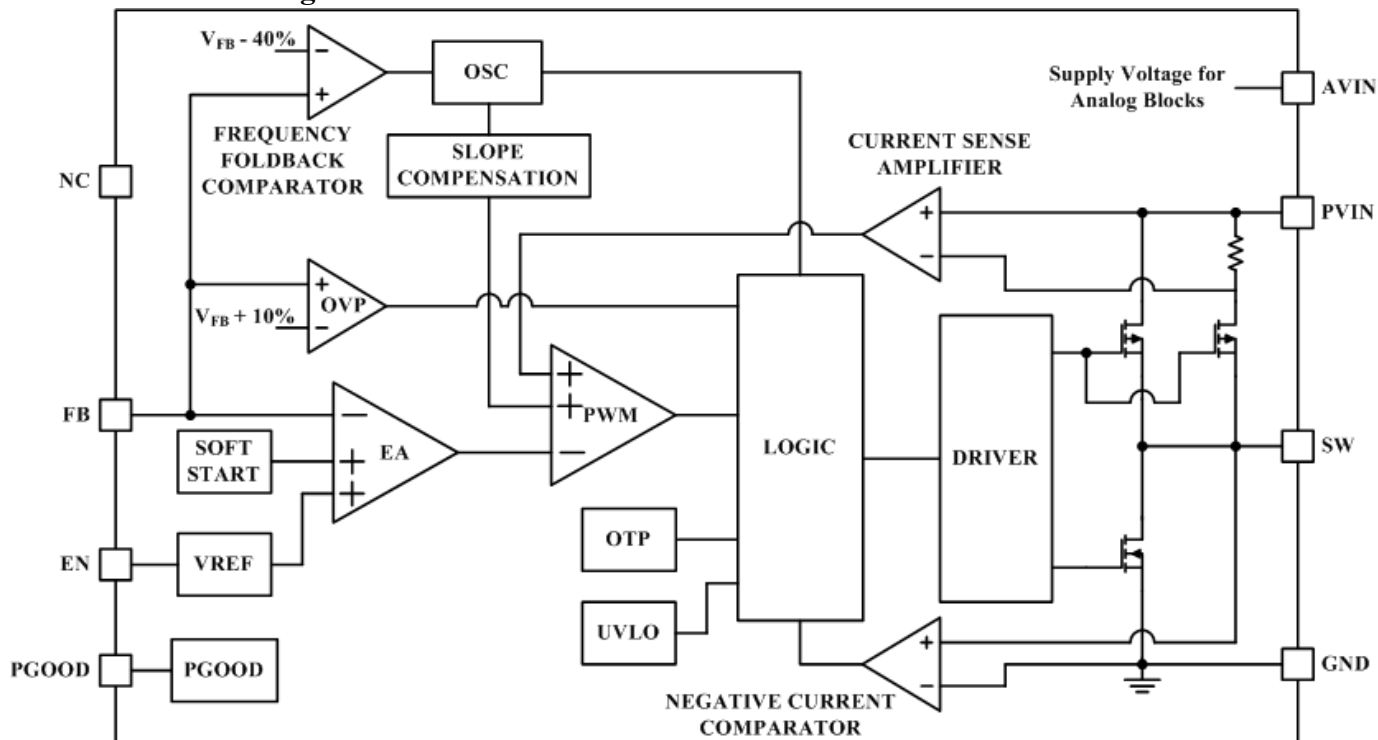 V_FB - 40%
−
+
OSC
Supply Voltage for
Analog Blocks
AVIN
FREQUENCY
FOLDBACK
COMPARATOR
NC
SLOPE
COMPENSATION
CURRENT SENSE
AMPLIFIER
+
−
PVIN
+
OVP
V_FB + 10%
−
FB
−
SOFT
START
+
EA
+
+
+
PWM
−
LOGIC
DRIVER
SW
EN
VREF
OTP
UVLO
PGOOD
PGOOD
+
−
GND
NEGATIVE CURRENT
COMPARATOR